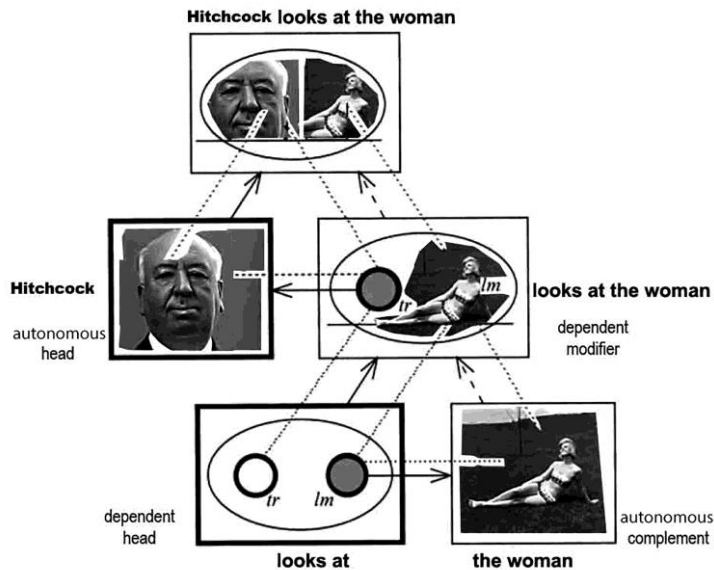 Hitchcock looks at the woman
Hitchcock
autonomous
head
tr
lm
looks at the woman
dependent
modifier
tr
lm
dependent
head
autonomous
complement
looks at
the woman